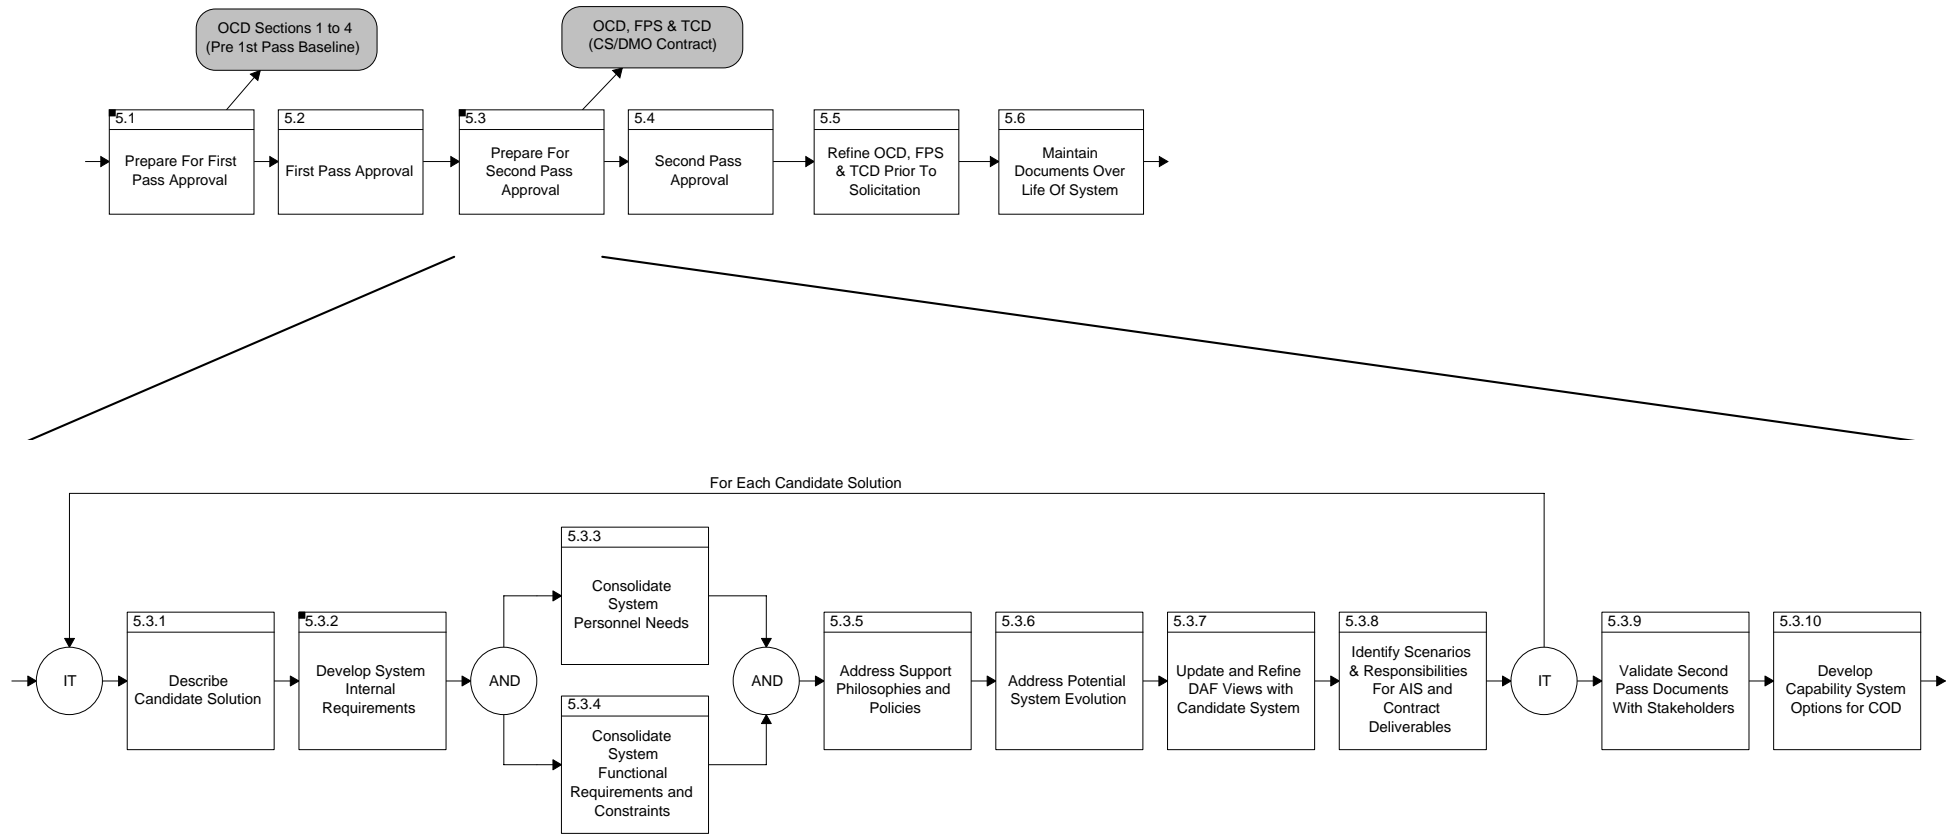 OCD Sections 1 to 4
(Pre 1st Pass Baseline)
OCD, FPS & TCD
(CS/DMO Contract)
5.1
Prepare For First
Pass Approval
5.2
First Pass Approval
5.3
Prepare For
Second Pass
Approval
5.4
Second Pass
Approval
5.5
Refine OCD, FPS
& TCD Prior To
Solicitation
5.6
Maintain
Documents Over
Life Of System
For Each Candidate Solution
IT
5.3.1
Describe
Candidate Solution
5.3.2
Develop System
Internal
Requirements
AND
5.3.3
Consolidate
System
Personnel Needs
5.3.4
Consolidate
System
Functional
Requirements and
Constraints
AND
5.3.5
Address Support
Philosophies and
Policies
5.3.6
Address Potential
System Evolution
5.3.7
Update and Refine
DAF Views with
Candidate System
5.3.8
Identify Scenarios
& Responsibilities
For AIS and
Contract
Deliverables
IT
5.3.9
Validate Second
Pass Documents
With Stakeholders
5.3.10
Develop
Capability System
Options for COD